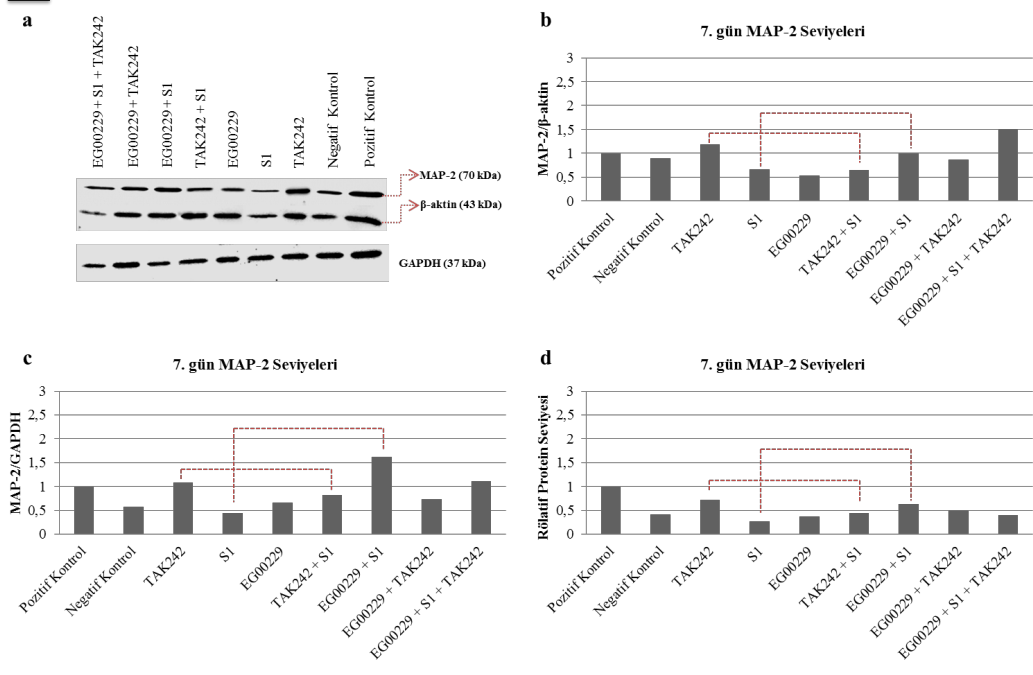 a
EG00229 + S1 + TAK242
EG00229 + TAK242
EG00229 + S1
TAK242 + S1
EG00229
S1
TAK242
Negatif Kontrol
Pozitif Kontrol
MAP-2 (70 kDa)
β-aktin (43 kDa)
GAPDH (37 kDa)
b
7. gün MAP-2 Seviyeleri
MAP-2/β-aktin
3
2,5
2
1,5
1
0,5
0
Pozitif Kontrol
Negatif Kontrol
TAK242
S1
EG00229
TAK242 + S1
EG00229 + S1
EG00229 + TAK242
EG00229 + S1 + TAK242
c
7. gün MAP-2 Seviyeleri
MAP-2/GAPDH
3
2,5
2
1,5
1
0,5
0
Pozitif Kontrol
Negatif Kontrol
TAK242
S1
EG00229
TAK242 + S1
EG00229 + S1
EG00229 + TAK242
EG00229 + S1 + TAK242
d
7. gün MAP-2 Seviyeleri
Rölatif Protein Seviyesi
3
2,5
2
1,5
1
0,5
0
Pozitif Kontrol
Negatif Kontrol
TAK242
S1
EG00229
TAK242 + S1
EG00229 + S1
EG00229 + TAK242
EG00229 + S1 + TAK242